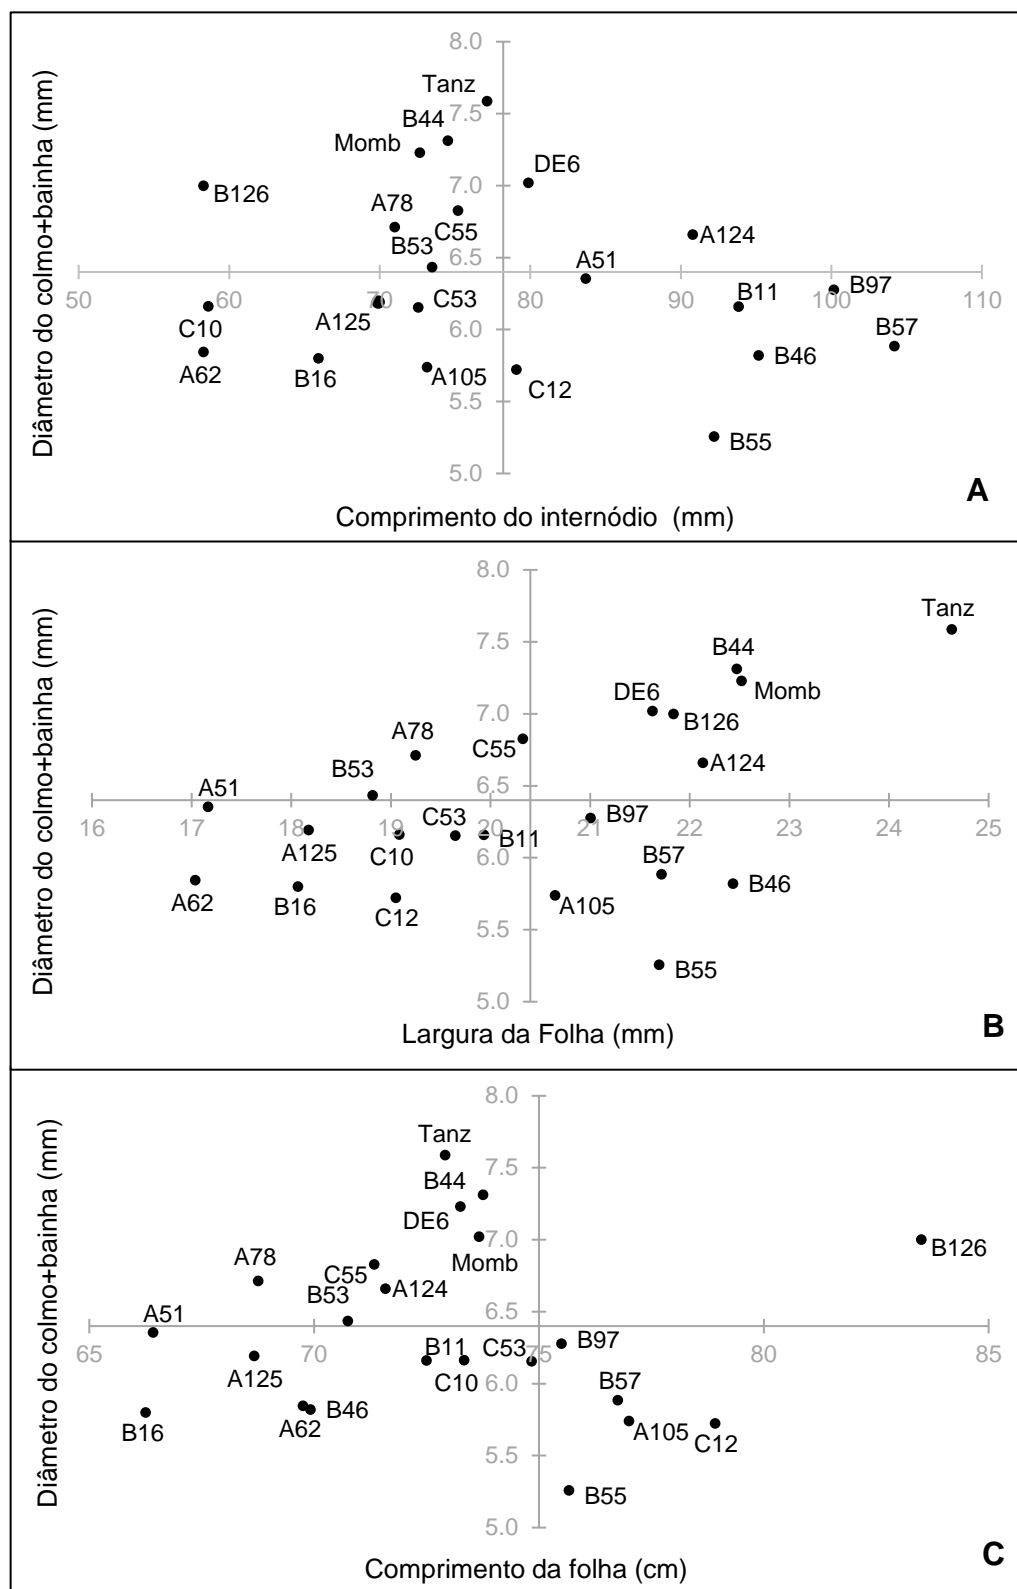 8.0
Tanz
7.5
B44
Momb
DE6
7.0
B126
A78
C55
B53
A124
6.5
A51
50
60
70
80
90
100
110
B97
B11
C53
A125
C10
6.0
B57
A62
B16
A105
C12
B46
5.5
B55
5.0
Diâmetro do colmo+bainha (mm)
Comprimento do internódio (mm)
A
8.0
Tanz
7.5
B44
Momb
DE6
7.0
B126
A78
C55
A124
B53
6.5
A51
16
17
18
19
20
21
22
23
24
25
B97
C53
B11
A125
C10
6.0
B57
A62
B16
C12
A105
B46
5.5
B55
5.0
Diâmetro do colmo+bainha (mm)
Largura da Folha (mm)
B
8.0
Tanz
7.5
B44
DE6
7.0
Momb
B126
A78
C55
A124
B53
6.5
A51
65
70
75
80
85
B97
B11
C53
A125
C10
6.0
B57
B16
A62
B46
A105
C12
5.5
B55
5.0
Diâmetro do colmo+bainha (mm)
Comprimento da folha (cm)
C